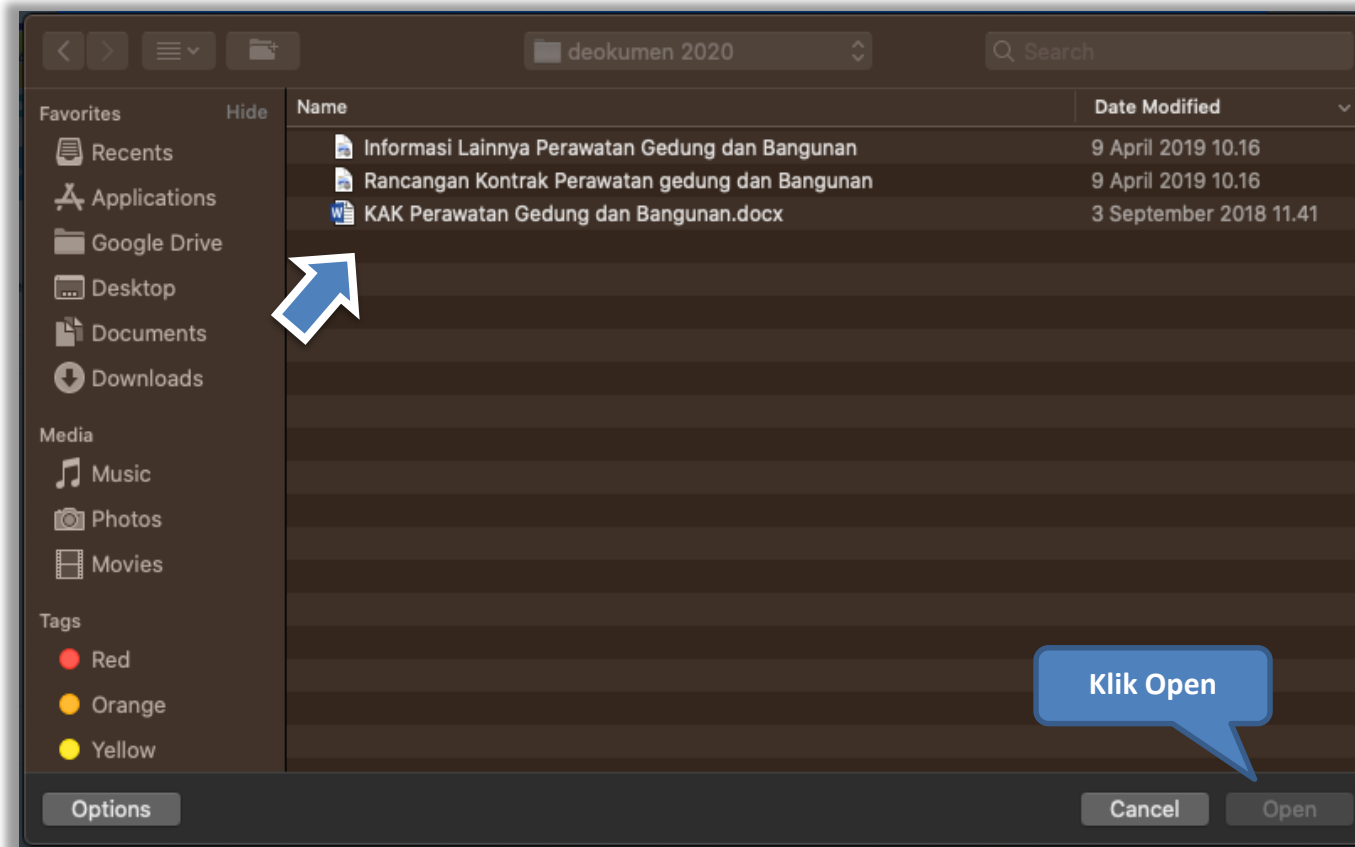 deokumen 2020
Search
Favorites Hide
Recents
Applications
Google Drive
Desktop
Documents
Downloads
Media
Music
Photos
Movies
Tags
Red
Orange
Yellow
Name Date Modified
Informasi Lainnya Perawatan Gedung dan Bangunan 9 April 2019 10.16
Rancangan Kontrak Perawatan gedung dan Bangunan 9 April 2019 10.16
KAK Perawatan Gedung dan Bangunan.docx 3 September 2018 11.41
Klik Open
Options Cancel Open